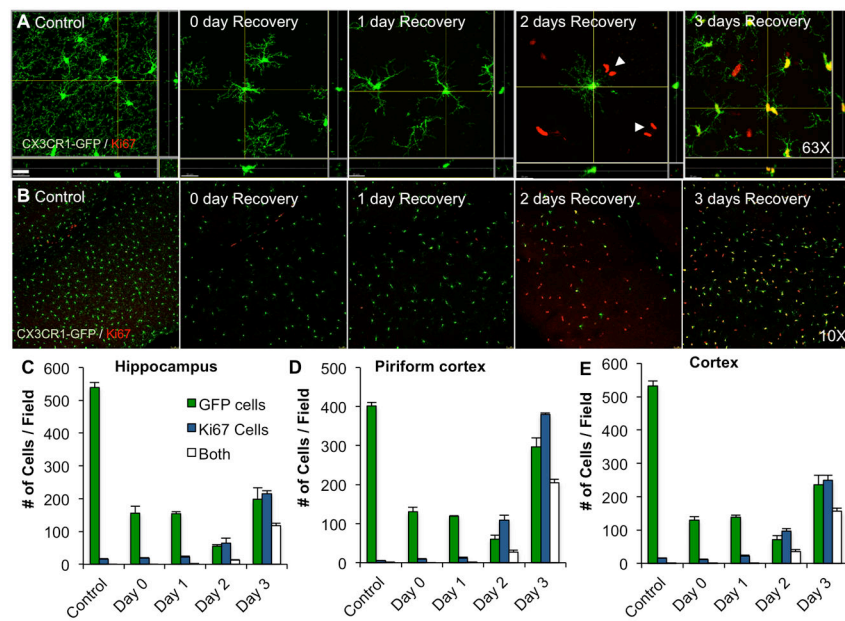 A Control 0 day Recovery 1 day Recovery 2 days Recovery 3 days Recovery
CX3CR1-GFP / Ki67 63X
B Control 0 day Recovery 1 day Recovery 2 days Recovery 3 days Recovery
CX3CR1-GFP / Ki67 10X
C Hippocampus
# of Cells / Field
600
500
400
300
200
100
0
GFP cells
Ki67 Cells
Both
Control Day 0 Day 1 Day 2 Day 3
D Piriform cortex
# of Cells / Field
500
400
300
200
100
0
Control Day 0 Day 1 Day 2 Day 3
E Cortex
# of Cells / Field
600
500
400
300
200
100
0
Control Day 0 Day 1 Day 2 Day 3